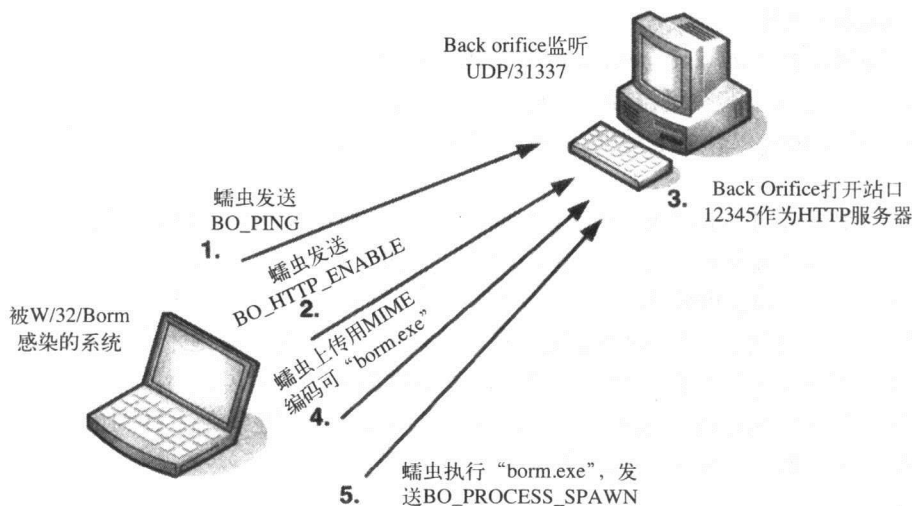 Back orifice监听
UDP/31337
蠕虫发送
BO_PING
1.
蠕虫发送
BO_HTTP_ENABLE
2.
3.
Back Orifice打开站口
12345作为HTTP服务器
被W/32/Borm
感染的系统
蠕虫上传用MIME
编码可“borm.exe”
4.
5.
蠕虫执行“borm.exe”，发
送BO_PROCESS_SPAWN